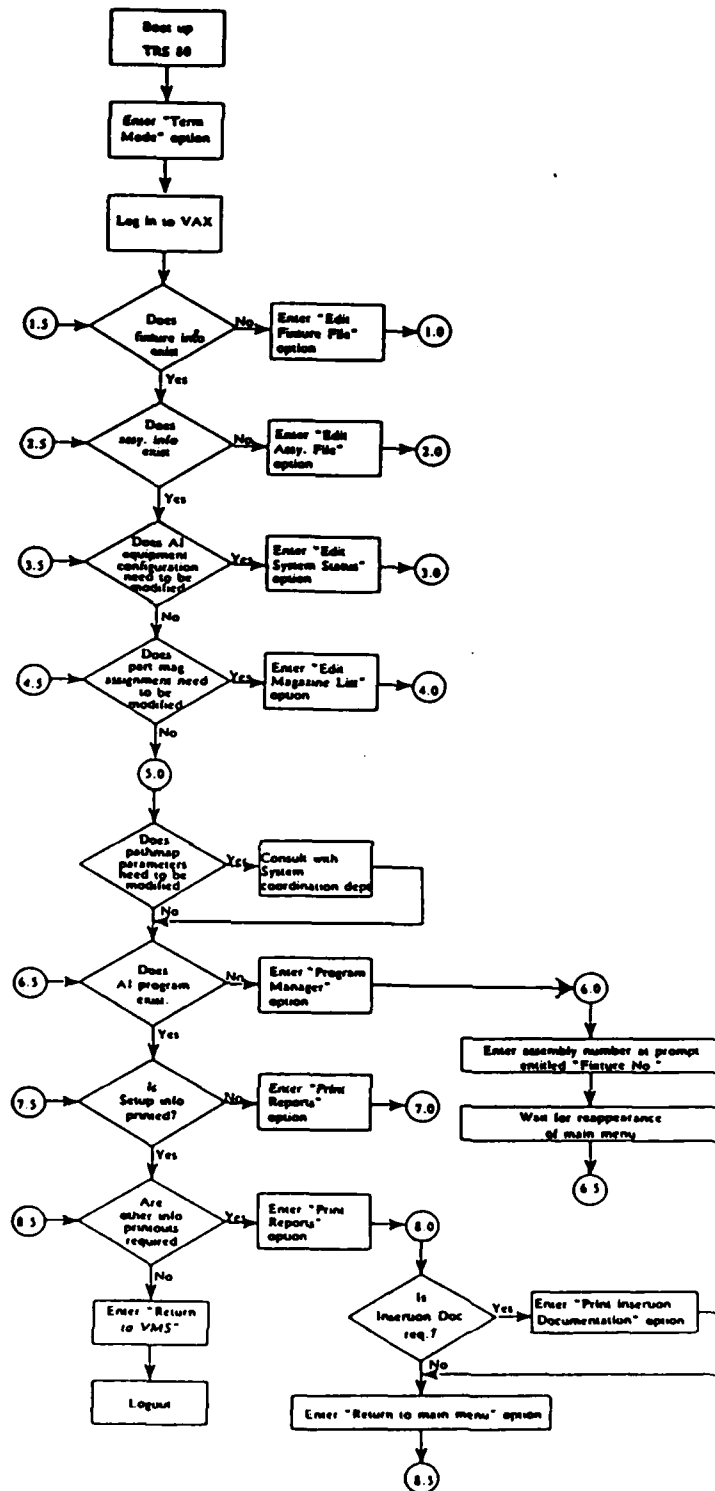 Boot up
TRS 80
Enter "Term
Mode" option
Log in to VAX
1.5
Does
fixture info
exist
No
Enter "Edit
Fixture File"
option
1.0
Yes
2.5
Does
assy. info
exist
No
Enter "Edit
Assy. File"
option
2.0
Yes
3.5
Does AI
equipment
configuration
need to be
modified
Yes
Enter "Edit
System Status"
option
3.0
No
4.5
Does
part mag
assignment need
to be
modified
Yes
Enter "Edit
Magazine List"
option
4.0
No
5.0
Does
pathmap
parameters
need to be
modified
Yes
Consult with
System
coordination dept
No
6.5
Does
AI program
exist.
No
Enter "Program
Manager"
option
6.0
Yes
Enter assembly number at prompt
entitled "Fixture No"
7.5
Is
Setup info
printed?
No
Enter "Print
Reports"
option
7.0
Wait for reappearance
of main menu
Yes
6.5
8.5
Are
other info
printouts
required
Yes
Enter "Print
Reports"
option
8.0
No
Enter "Return
to VMS"
Is
Insertion Doc
req.?
Yes
Enter "Print Insertion
Documentation" option
No
Logout
Enter "Return to main menu" option
8.5